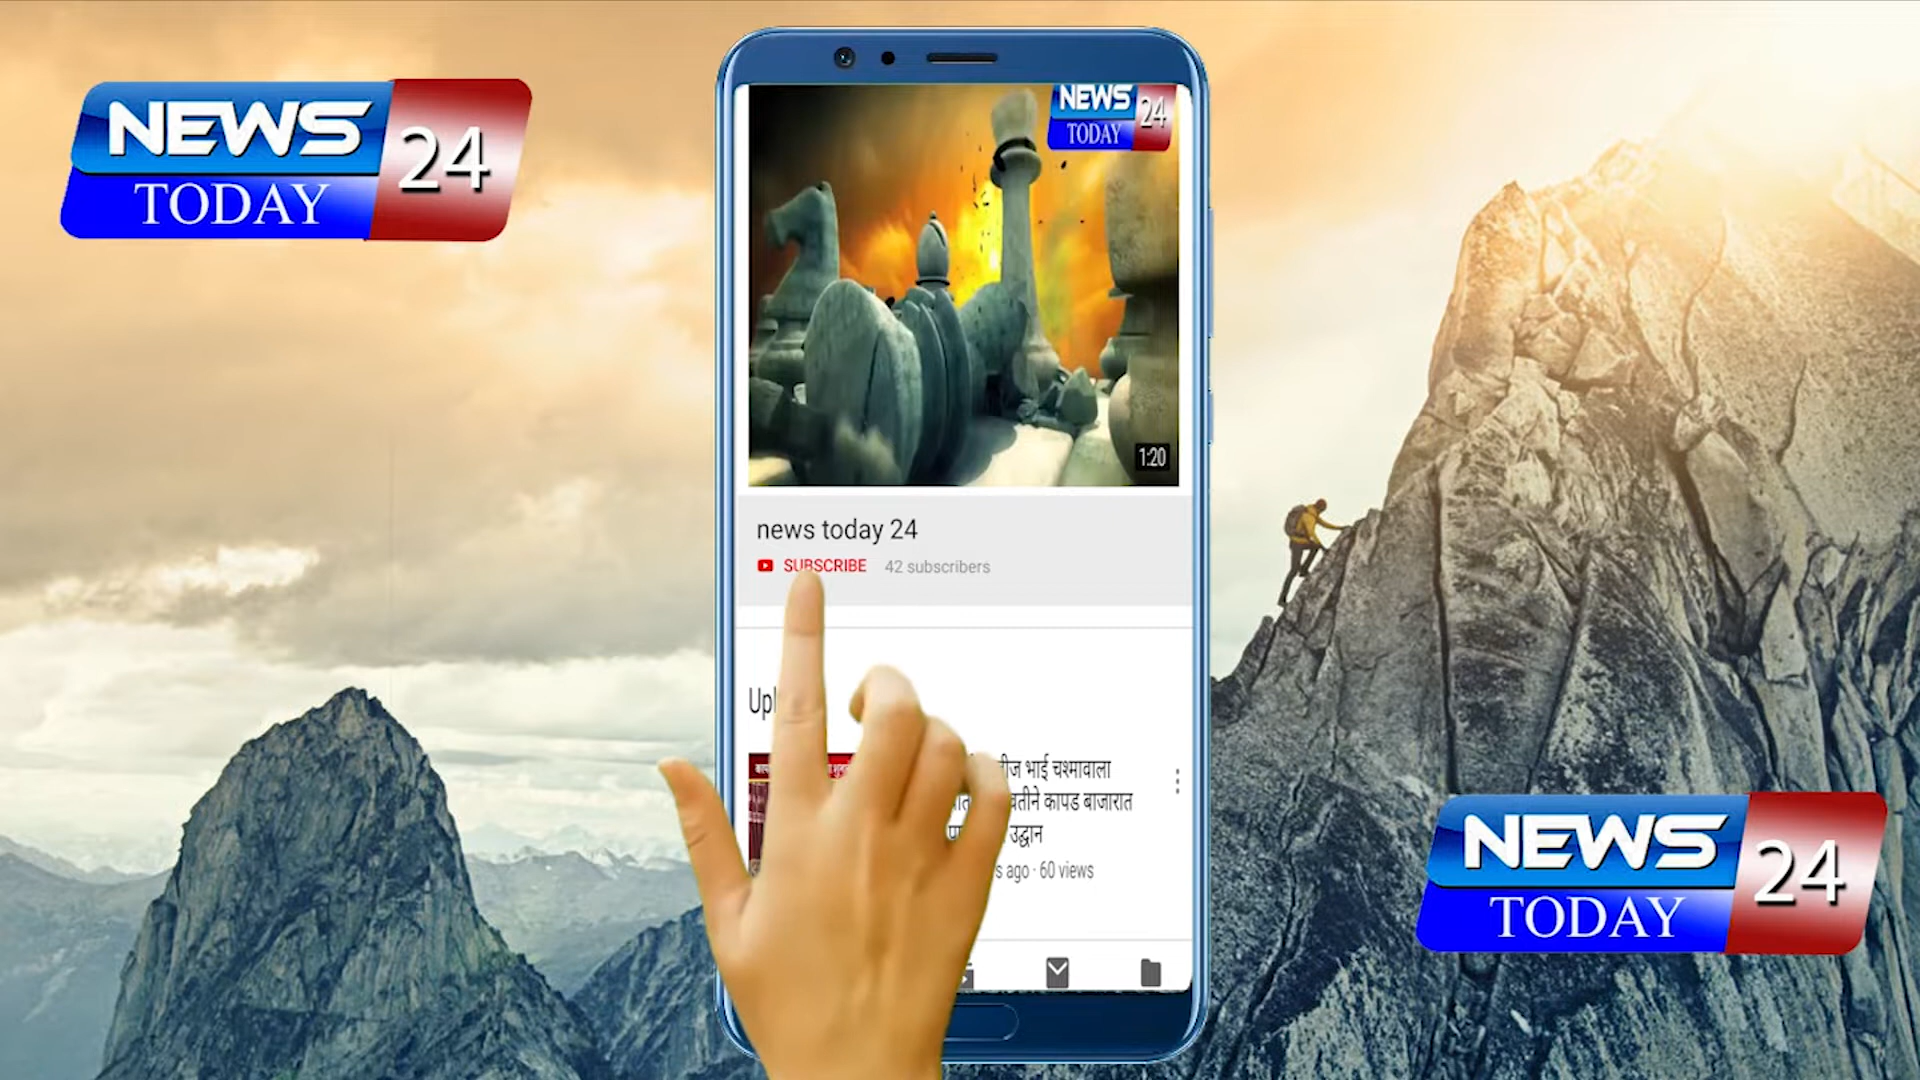 NEWS
24
TODAY
NEWS
24
TODAY
1:20
news today 24
SUBSCRIBE 42 subscribers
भाई चश्मावाला
कापड बाजारात
उद्घान
ago · 60 views
NEWS
24
TODAY